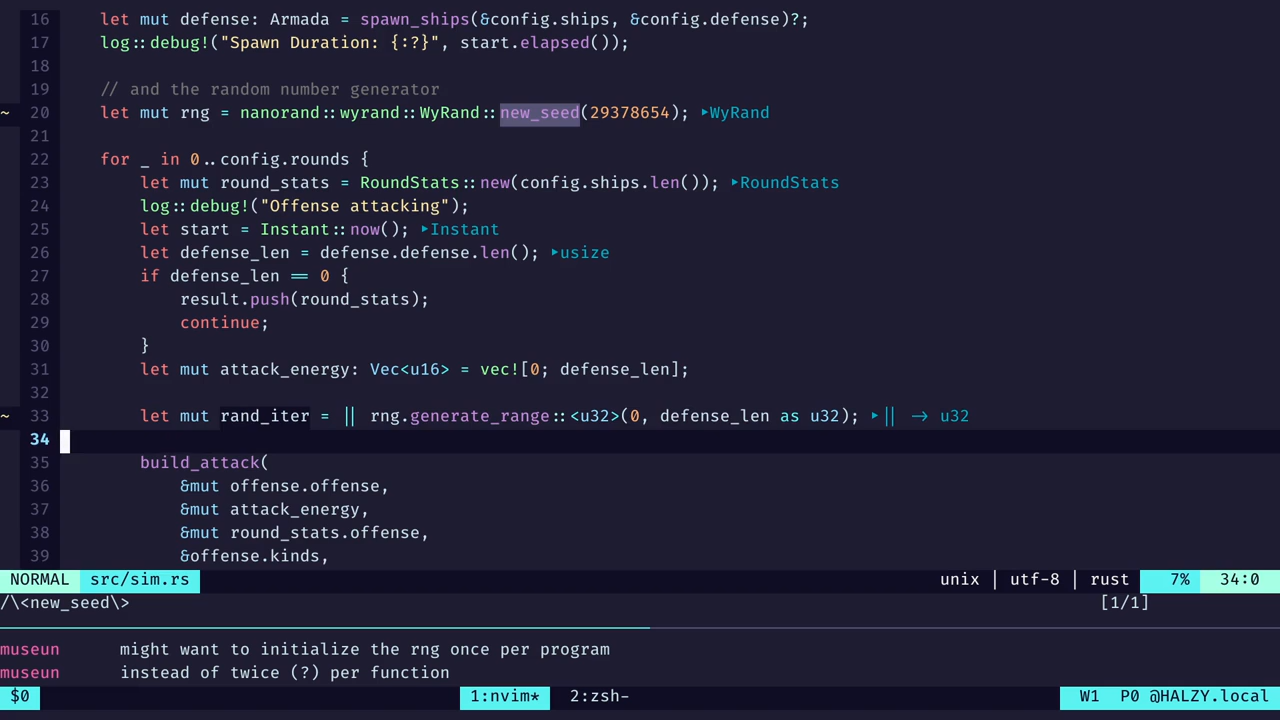 16 let mut defense: Armada = spawn_ships(&config.ships, &config.defense)?;
17 log::debug!("Spawn Duration: {:?}", start.elapsed());
18
19 // and the random number generator
~ 20 let mut rng = nanorand::wyrand::WyRand::new_seed(29378654); ▸WyRand
21
22 for _ in 0..config.rounds {
23 let mut round_stats = RoundStats::new(config.ships.len()); ▸RoundStats
24 log::debug!("Offense attacking");
25 let start = Instant::now(); ▸Instant
26 let defense_len = defense.defense.len(); ▸usize
27 if defense_len == 0 {
28 result.push(round_stats);
29 continue;
30 }
31 let mut attack_energy: Vec<u16> = vec![0; defense_len];
32
~ 33 let mut rand_iter = || rng.generate_range::<u32>(0, defense_len as u32); ▸|| -> u32
34
35 build_attack(
36 &mut offense.offense,
37 &mut attack_energy,
38 &mut round_stats.offense,
39 &offense.kinds,
NORMAL src/sim.rs unix | utf-8 | rust 7% 34:0
/\<new_seed\> [1/1]
museun might want to initialize the rng once per program
museun instead of twice (?) per function
$0 1:nvim* 2:zsh- W1 P0 @HALZY.local